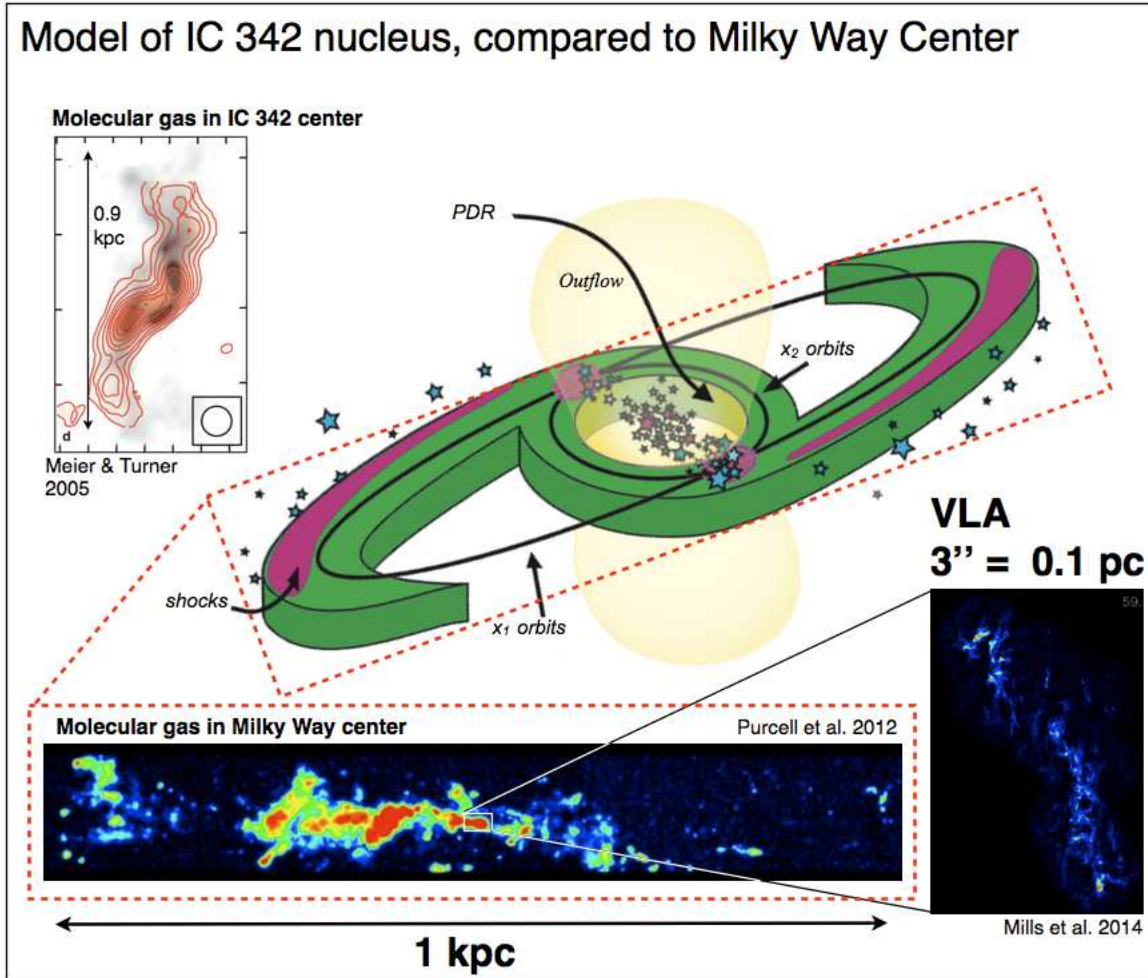 Model of IC 342 nucleus, compared to Milky Way Center
Molecular gas in IC 342 center
0.9
kpc
d
Meier & Turner
2005
PDR
Outflow
x2 orbits
shocks
x1 orbits
VLA
3’’ = 0.1 pc
59.
Molecular gas in Milky Way center
Purcell et al. 2012
1 kpc
Mills et al. 2014